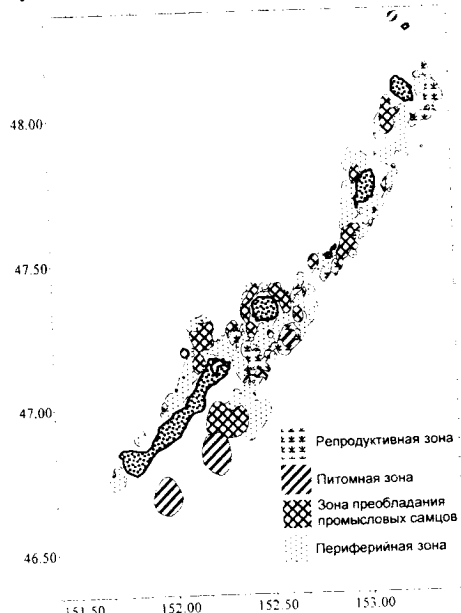 48.00
47.50
47.00
46.50
Репродуктивная зона
Питомная зона
Зона преобладания
промысловых самцов
Периферийная зона
151.50 152.00 152.50 153.00